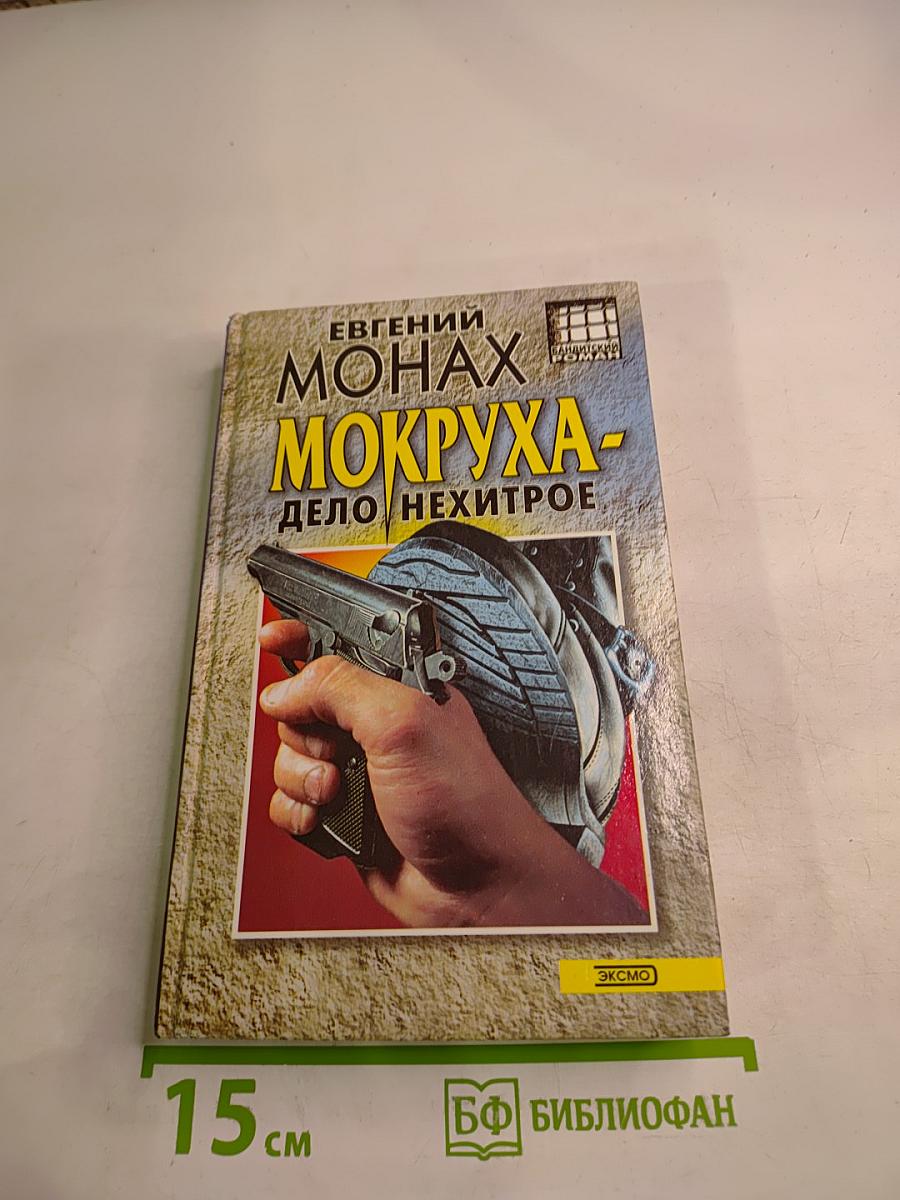 ЕВГЕНИЙ
МОНАХ
БАНДИТСКИЙ
РОМАН
МОКРУХА-
ДЕЛО НЕХИТРОЕ
ЭКСМО
15 см
БФ БИБЛИОФАН